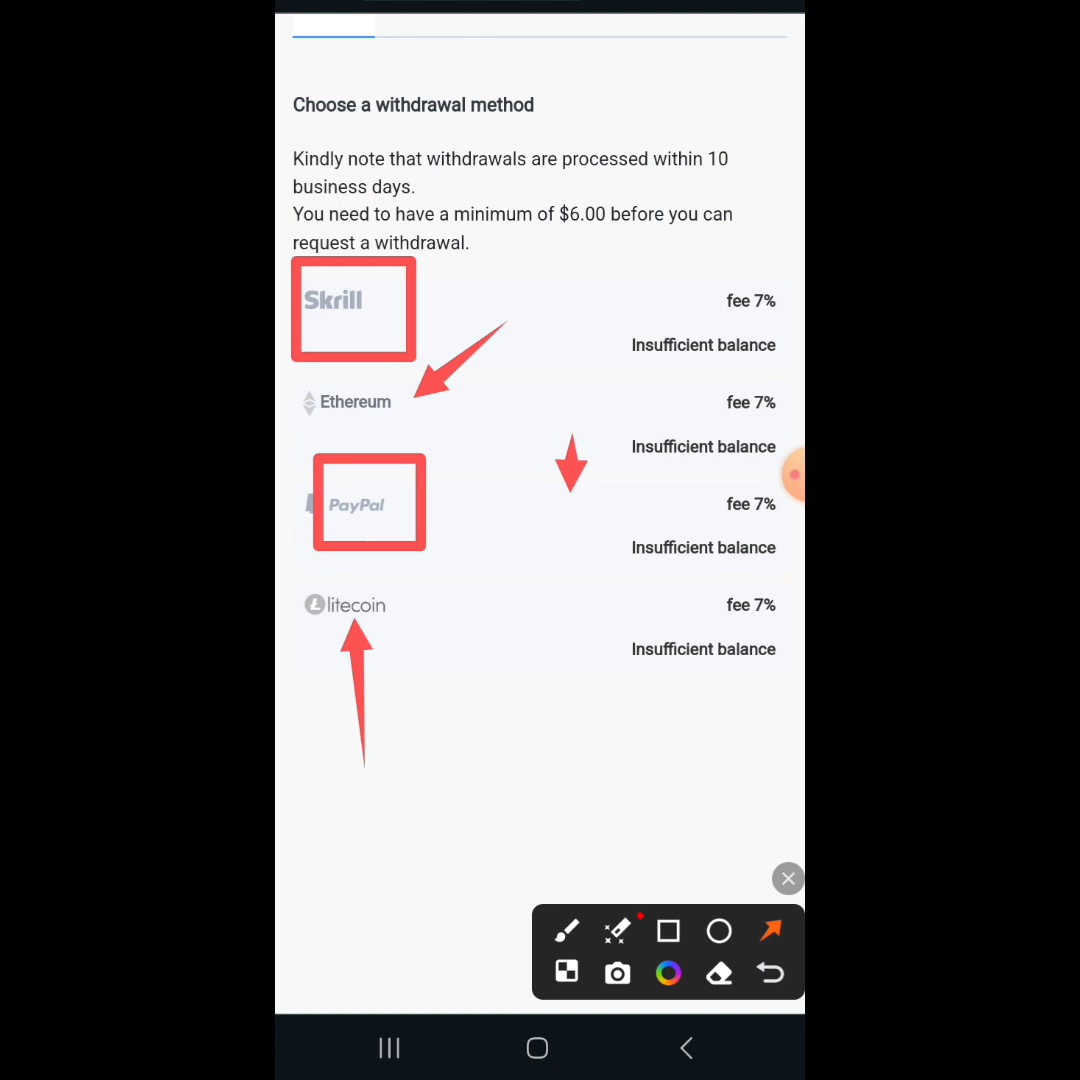 Choose a withdrawal method
Kindly note that withdrawals are processed within 10
business days.
You need to have a minimum of $6.00 before you can
request a withdrawal.
Skrill
fee 7%
Insufficient balance
Ethereum
fee 7%
Insufficient balance
PayPal
fee 7%
Insufficient balance
litecoin
fee 7%
Insufficient balance